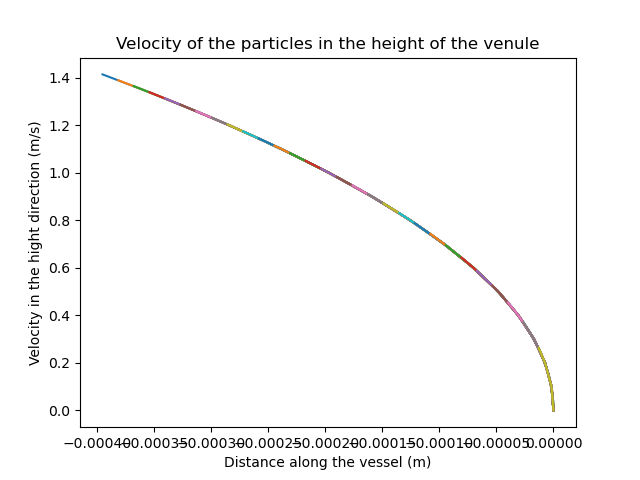 Velocity of the particles in the height of the venule
Velocity in the hight direction (m/s)
1.4
1.2
1.0
0.8
0.6
0.4
0.2
0.0
−0.00040 −0.00035 −0.00030 −0.00025 −0.00020 −0.00015 −0.00010 −0.00005 0.00000
Distance along the vessel (m)